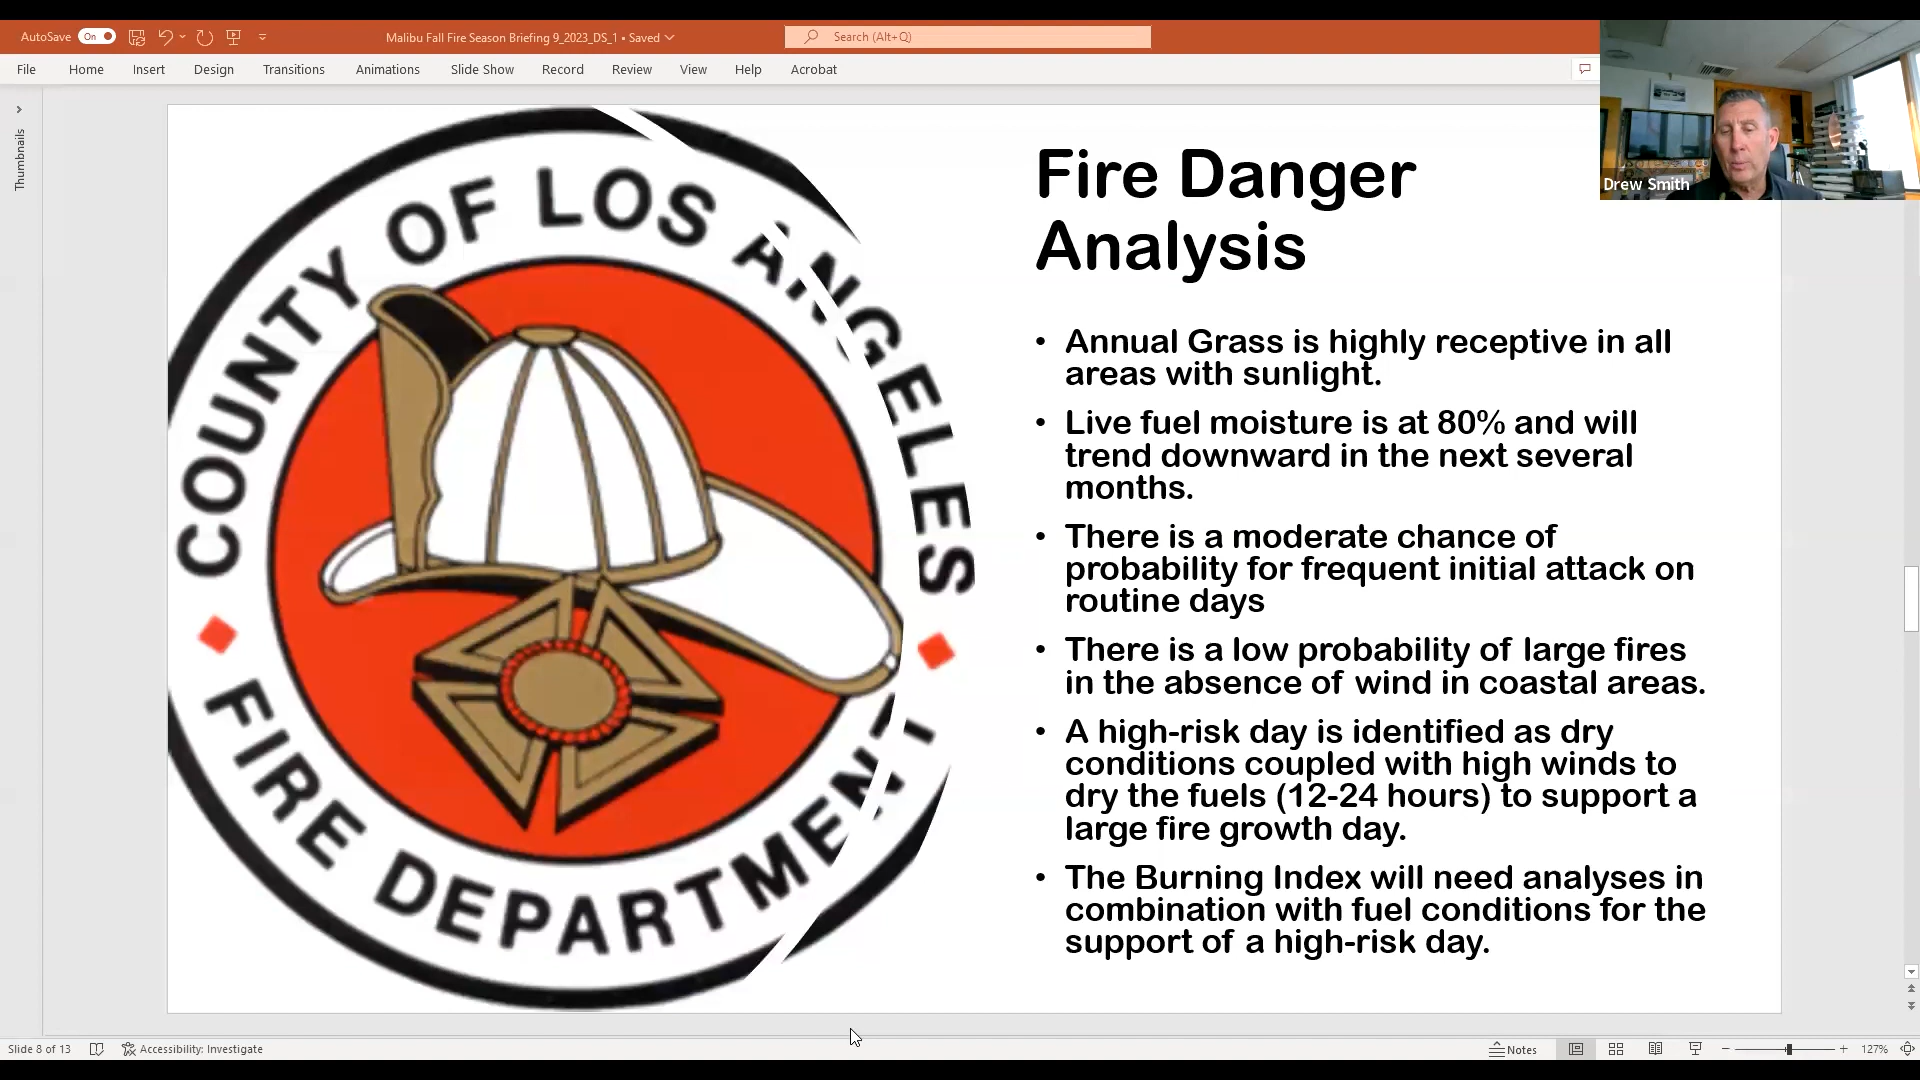 AutoSave On
Malibu Fall Fire Season Briefing 9_2023_DS_1 • Saved
Search (Alt+Q)
File Home Insert Design Transitions Animations Slide Show Record Review View Help Acrobat
Thumbnails
Drew Smith
COUNTY OF LOS ANGELES
FIRE DEPARTMENT
Fire Danger
Analysis
• Annual Grass is highly receptive in all
areas with sunlight.
• Live fuel moisture is at 80% and will
trend downward in the next several
months.
• There is a moderate chance of
probability for frequent initial attack on
routine days
• There is a low probability of large fires
in the absence of wind in coastal areas.
• A high-risk day is identified as dry
conditions coupled with high winds to
dry the fuels (12-24 hours) to support a
large fire growth day.
• The Burning Index will need analyses in
combination with fuel conditions for the
support of a high-risk day.
Slide 8 of 13 Accessibility: Investigate Notes 127%